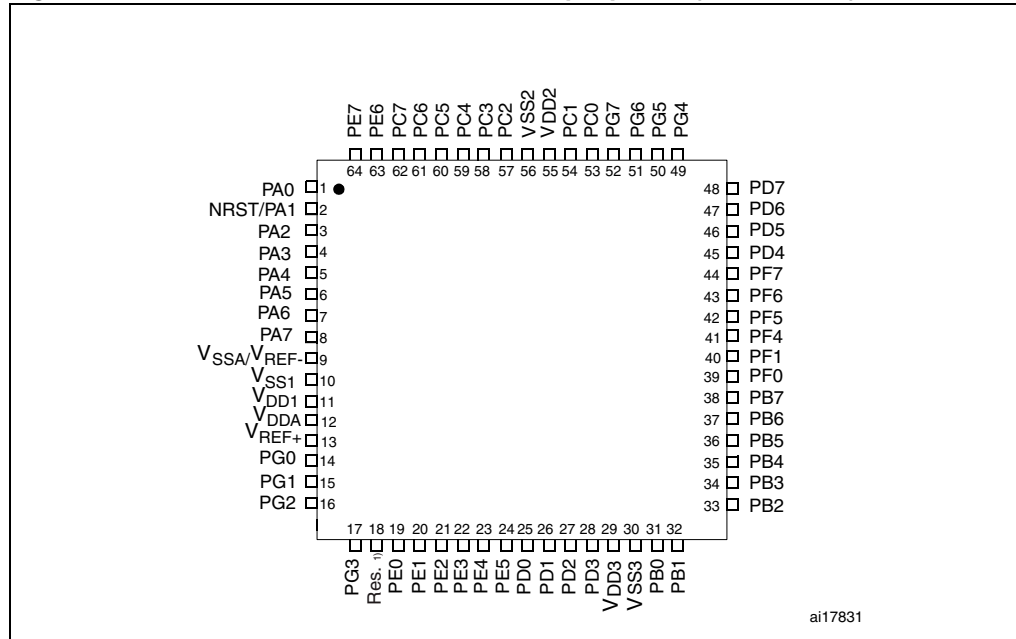 PE7 PE6 PC7 PC6 PC5 PC4 PC3 PC2 VSS2 VDD2 PC1 PC0 PG7 PG6 PG5 PG4
64 63 62 61 60 59 58 57 56 55 54 53 52 51 50 49
PA0 1 48 PD7
NRST/PA1 2 47 PD6
PA2 3 46 PD5
PA3 4 45 PD4
PA4 5 44 PF7
PA5 6 43 PF6
PA6 7 42 PF5
PA7 8 41 PF4
VSSA/VREF- 9 40 PF1
VSS1 10 39 PF0
VDD1 11 38 PB7
VDDA 12 37 PB6
VREF+ 13 36 PB5
PG0 14 35 PB4
PG1 15 34 PB3
PG2 16 33 PB2
17 18 19 20 21 22 23 24 25 26 27 28 29 30 31 32
PG3 Res. 1) PE0 PE1 PE2 PE3 PE4 PE5 PD0 PD1 PD2 PD3 VDD3 VSS3 PB0 PB1
ai17831